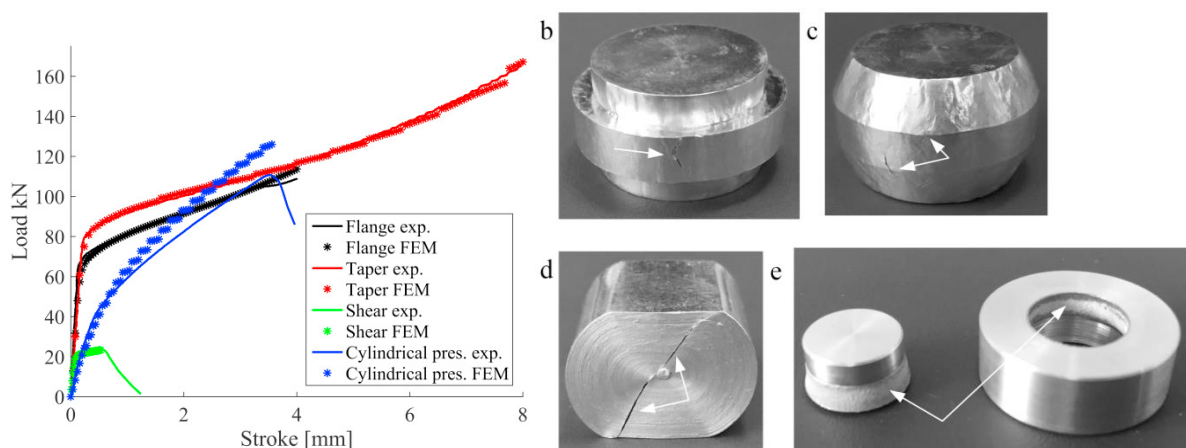 b
c
160
140
120
100
80
60
40
20
0
Load kN
0
2
4
6
8
Stroke [mm]
Flange exp.
Flange FEM
Taper exp.
Taper FEM
Shear exp.
Shear FEM
Cylindrical pres. exp.
Cylindrical pres. FEM
d
e